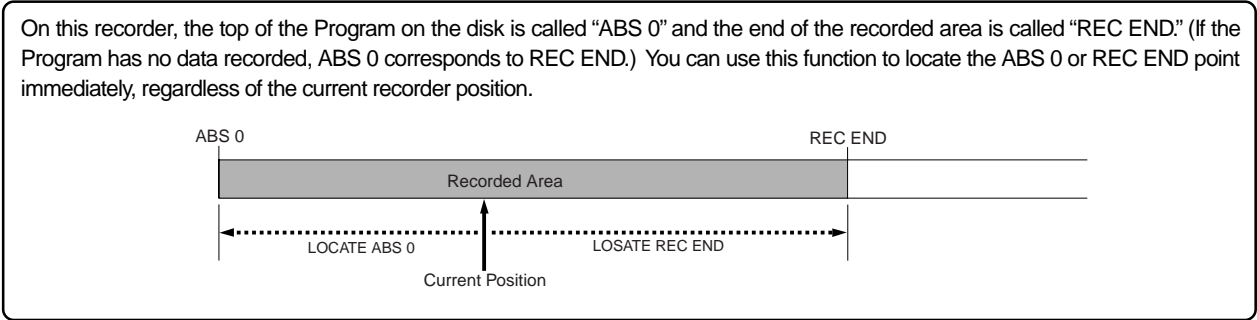 On this recorder, the top of the Program on the disk is called “ABS 0” and the end of the recorded area is called “REC END.” (If the
Program has no data recorded, ABS 0 corresponds to REC END.) You can use this function to locate the ABS 0 or REC END point
immediately, regardless of the current recorder position.
ABS 0 REC END
Recorded Area
LOCATE ABS 0 LOSATE REC END
Current Position